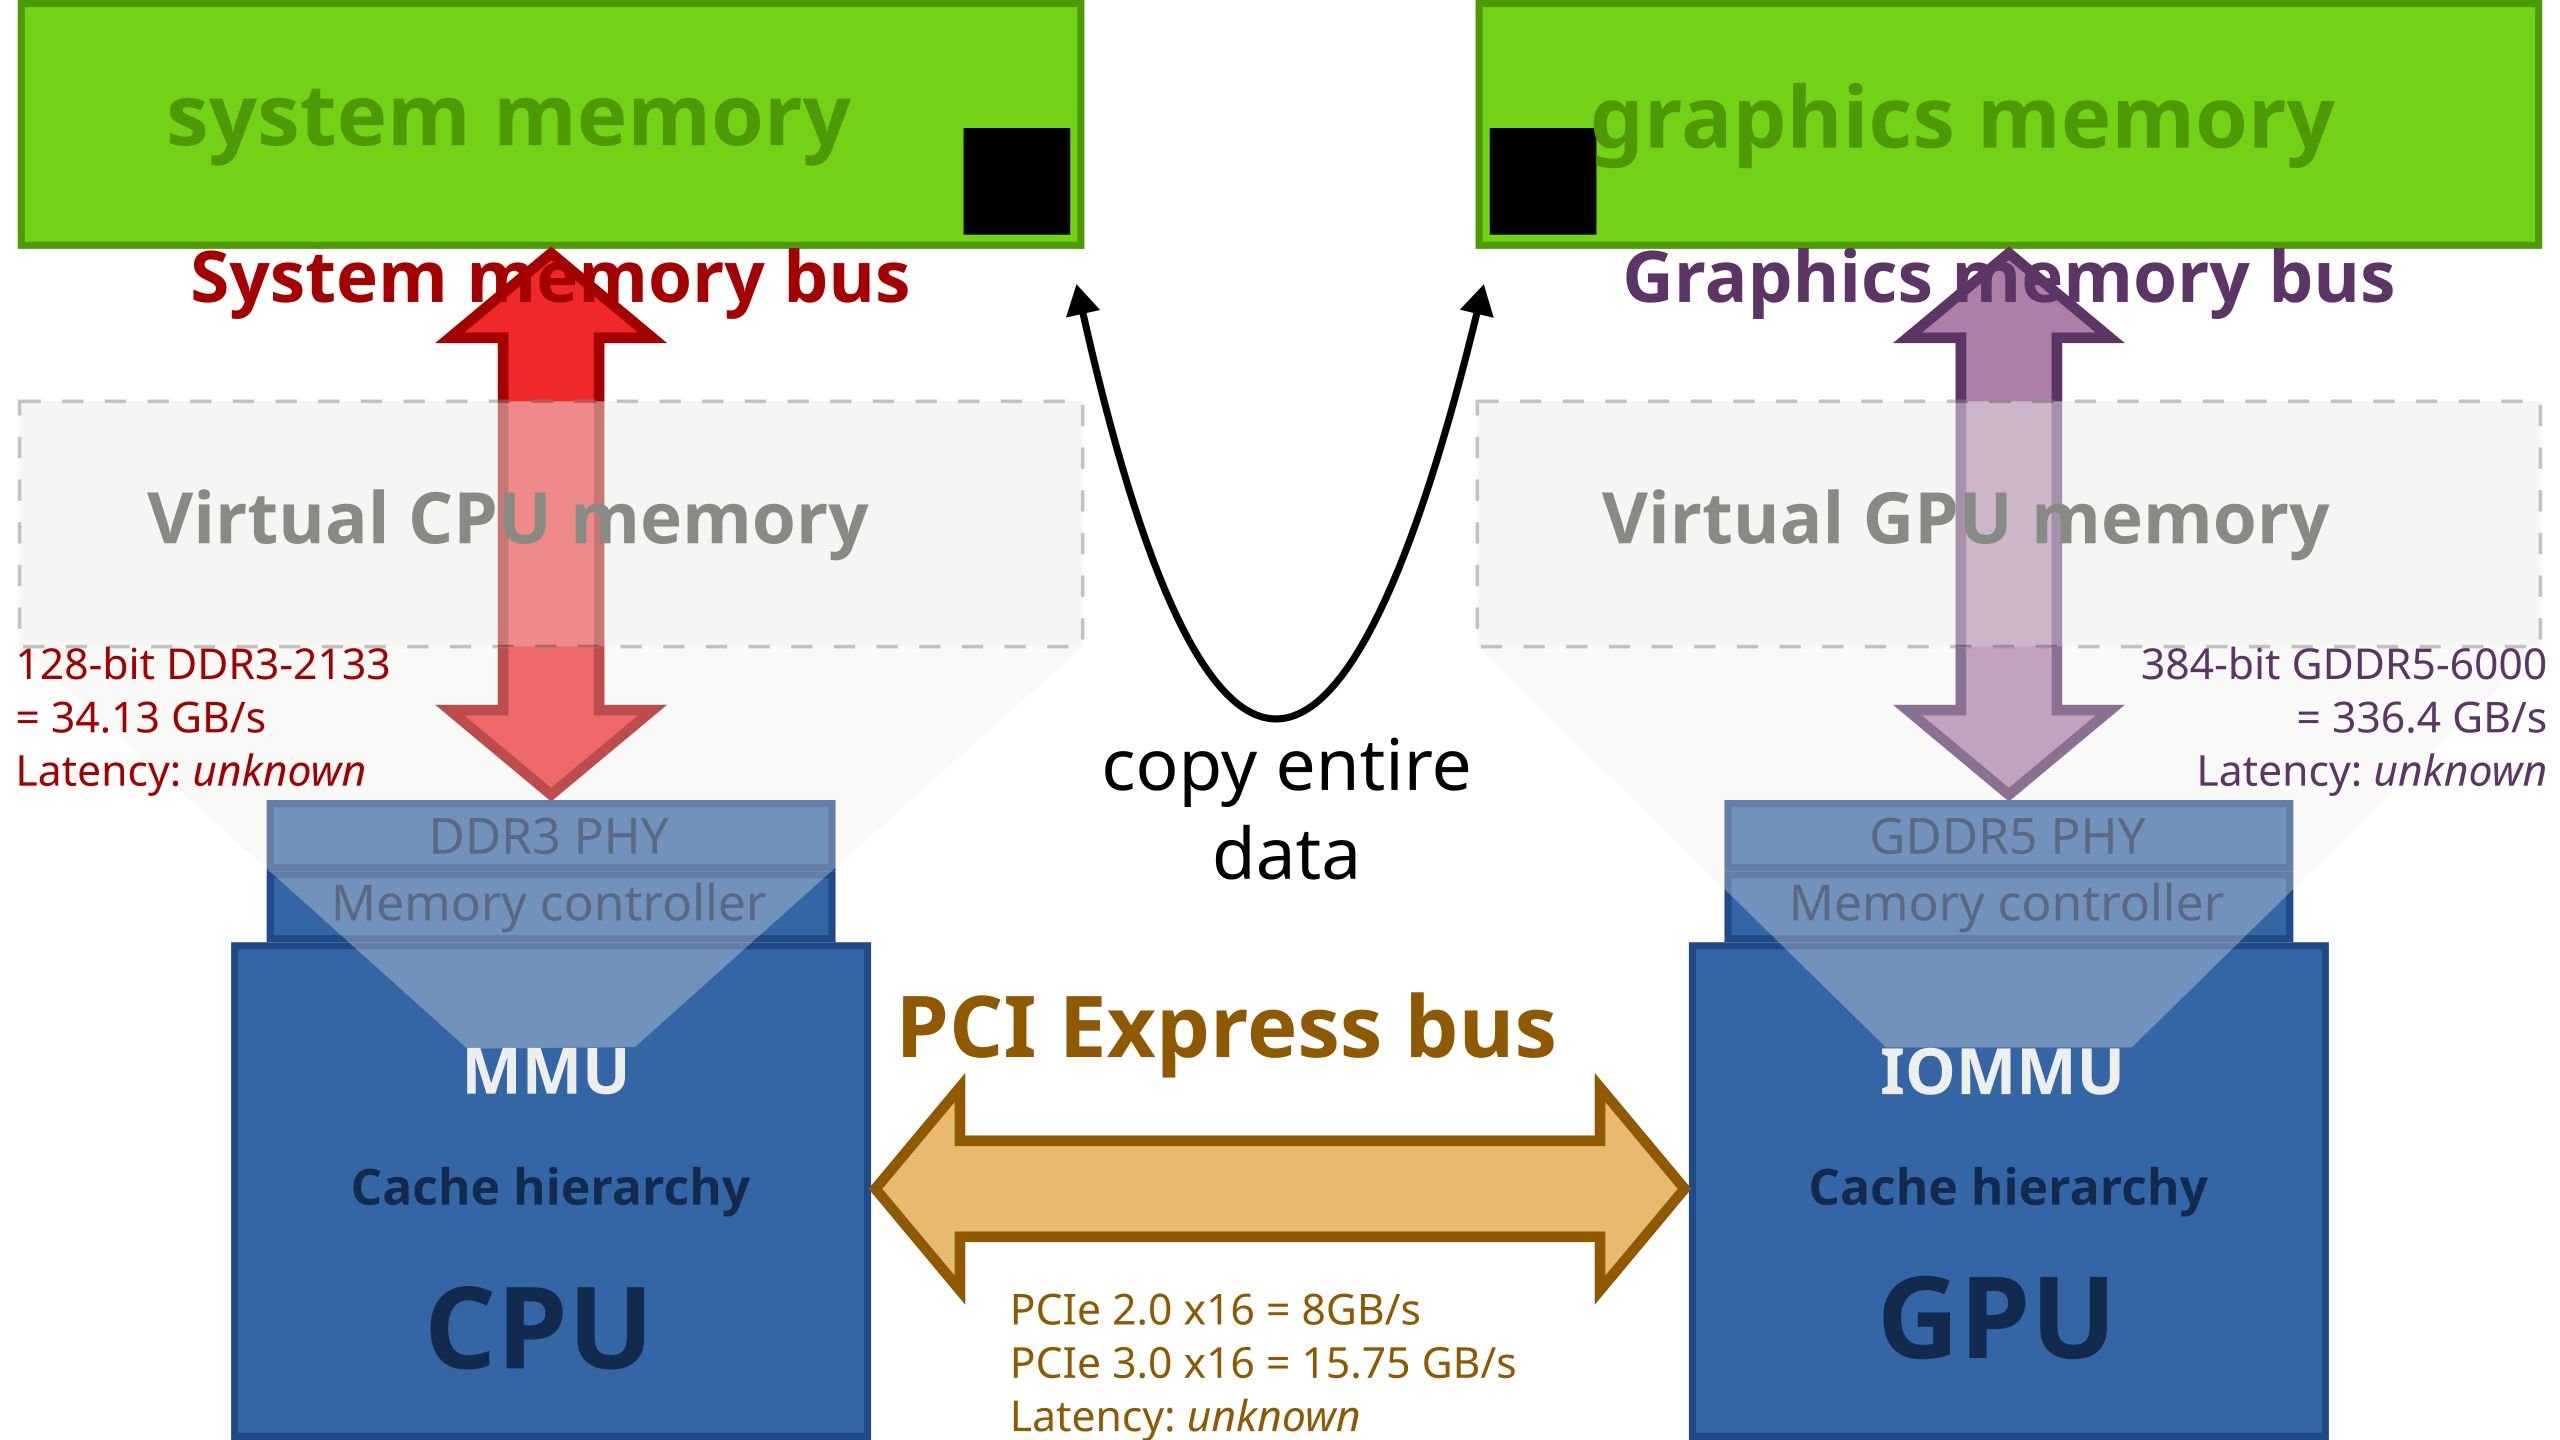 system memory
graphics memory
System memory bus
Graphics memory bus
Virtual CPU memory
Virtual GPU memory
128-bit DDR3-2133
= 34.13 GB/s
Latency: unknown
384-bit GDDR5-6000
= 336.4 GB/s
Latency: unknown
copy entire
data
DDR3 PHY
Memory controller
GDDR5 PHY
Memory controller
PCI Express bus
MMU
Cache hierarchy
CPU
IOMMU
Cache hierarchy
GPU
PCIe 2.0 x16 = 8GB/s
PCIe 3.0 x16 = 15.75 GB/s
Latency: unknown